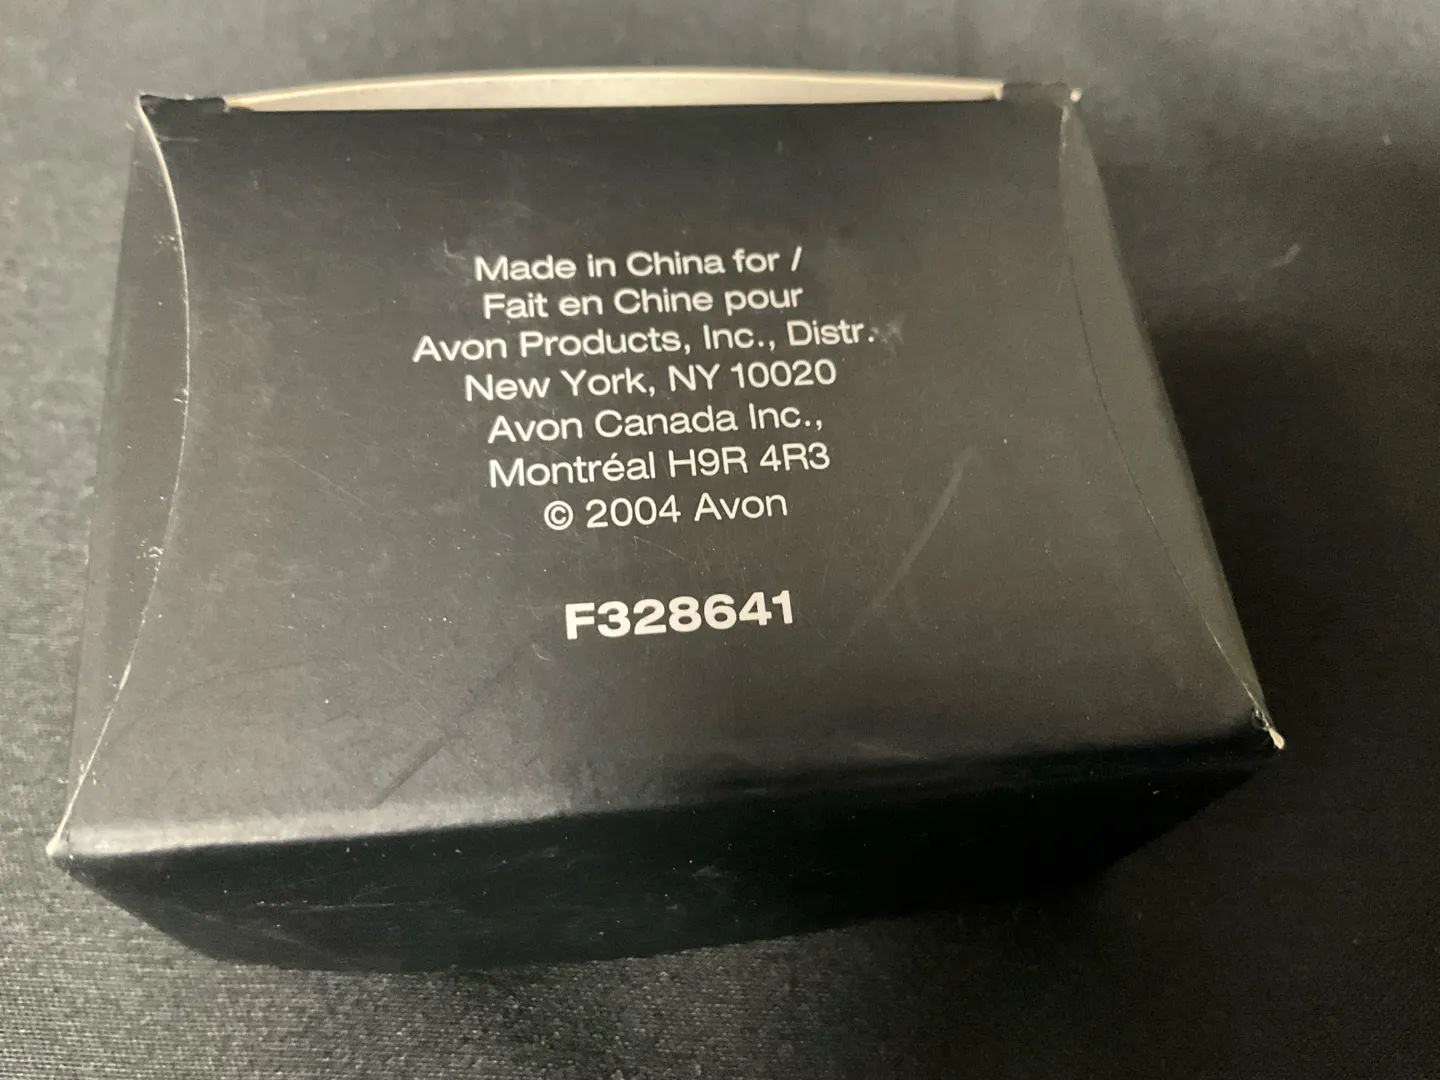 Made in China for /
Fait en Chine pour
Avon Products, Inc., Distr.
New York, NY 10020
Avon Canada Inc.,
Montréal H9R 4R3
© 2004 Avon
F328641